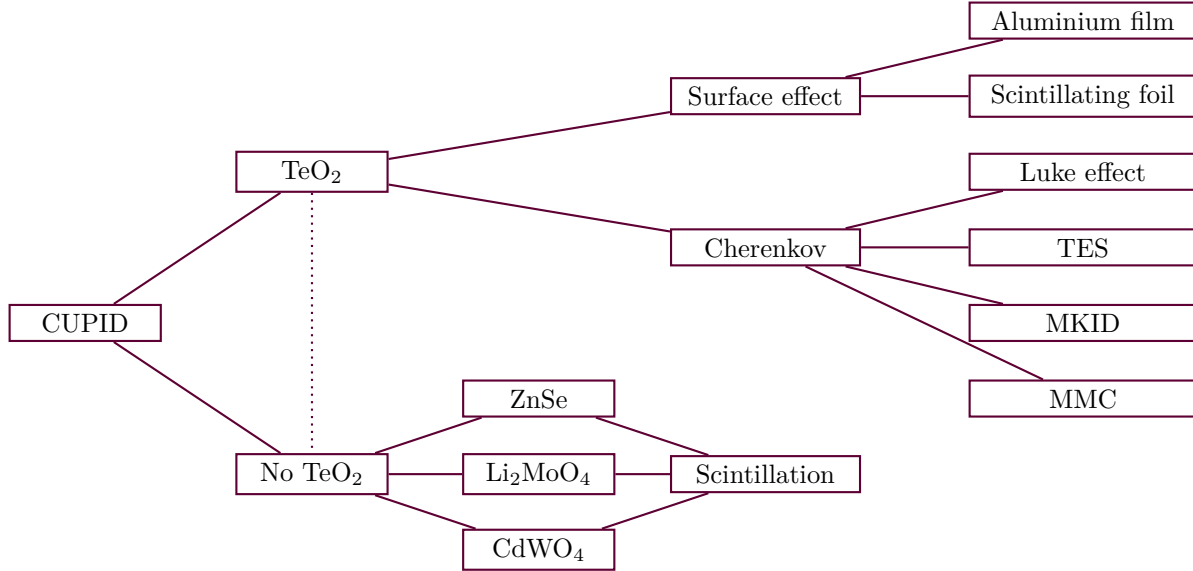 Aluminium film
Surface effect
Scintillating foil
TeO₂
Luke effect
Cherenkov
TES
CUPID
MKID
ZnSe
MMC
No TeO₂
Li₂MoO₄
Scintillation
CdWO₄